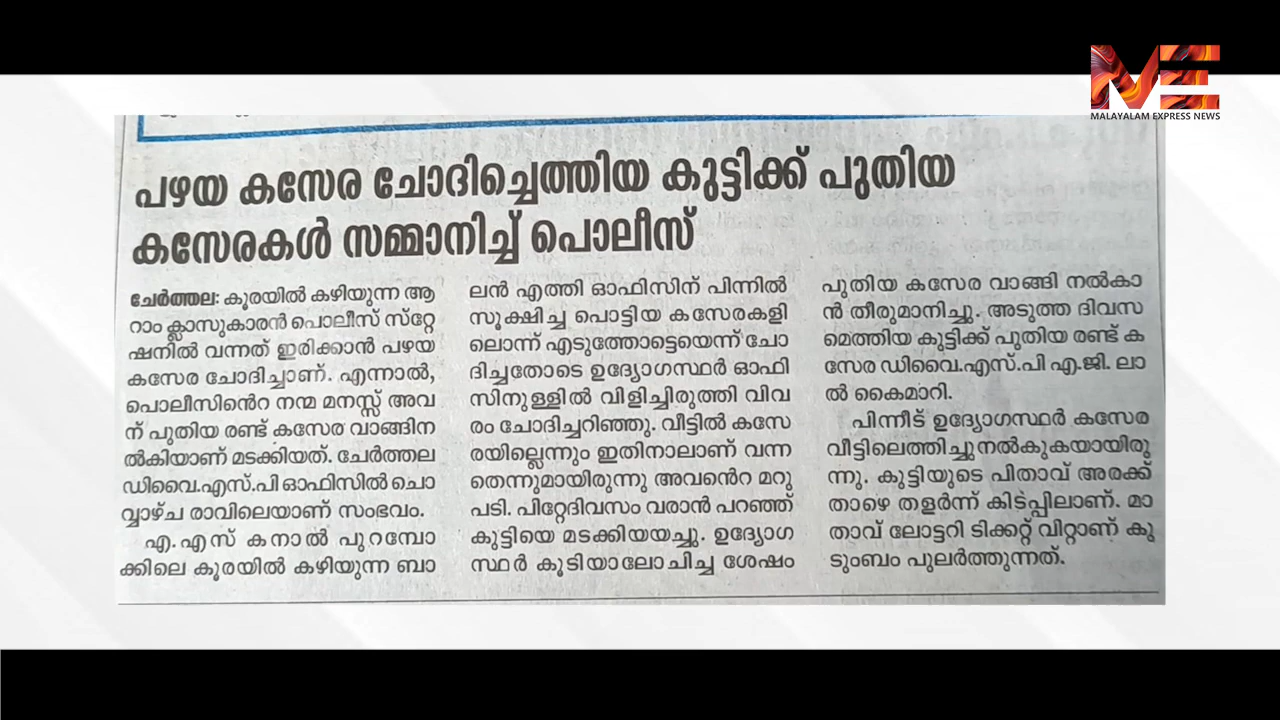 MALAYALAM EXPRESS NEWS
പഴയ കസേര ചോദിച്ചെത്തിയ കുട്ടിക്ക് പുതിയ
കസേരകൾ സമ്മാനിച്ച് പൊലീസ്
ചേർത്തല: കൂരയിൽ കഴിയുന്ന ആ
റാം ക്ലാസുകാരൻ പൊലീസ് സ്റ്റേ
ഷനിൽ വന്നത് ഇരിക്കാൻ പഴയ
കസേര ചോദിച്ചാണ്. എന്നാൽ,
പൊലീസിൻെറ നന്മ മനസ്സ് അവ
ന് പുതിയ രണ്ട് കസേര വാങ്ങിന
ൽകിയാണ് മടക്കിയത്. ചേർത്തല
ഡിവൈ.എസ്.പി ഓഫിസിൽ ചൊ
വ്വാഴ്ച രാവിലെയാണ് സംഭവം.
എ.എസ് കനാൽ പുറമ്പോ
ക്കിലെ കൂരയിൽ കഴിയുന്ന ബാ
ലൻ എത്തി ഓഫിസിന് പിന്നിൽ
സൂക്ഷിച്ച പൊട്ടിയ കസേരകളി
ലൊന്ന് എടുത്തോട്ടെയെന്ന് ചോ
ദിച്ചതോടെ ഉദ്യോഗസ്ഥർ ഓഫി
സിനുള്ളിൽ വിളിച്ചിരുത്തി വിവ
രം ചോദിച്ചറിഞ്ഞു. വീട്ടിൽ കസേ
രയില്ലെന്നും ഇതിനാലാണ് വന്ന
തെന്നുമായിരുന്നു അവൻെറ മറു
പടി. പിറ്റേദിവസം വരാൻ പറഞ്ഞ്
കുട്ടിയെ മടക്കിയയച്ചു. ഉദ്യോഗ
സ്ഥർ കൂടിയാലോചിച്ച ശേഷം
പുതിയ കസേര വാങ്ങി നൽകാ
ൻ തീരുമാനിച്ചു. അടുത്ത ദിവസ
മെത്തിയ കുട്ടിക്ക് പുതിയ രണ്ട് ക
സേര ഡിവൈ.എസ്.പി എ.ജി. ലാ
ൽ കൈമാറി.
പിന്നീട് ഉദ്യോഗസ്ഥർ കസേര
വീട്ടിലെത്തിച്ചുനൽകുകയായിരു
ന്നു. കുട്ടിയുടെ പിതാവ് അരക്ക്
താഴെ തളർന്ന് കിടപ്പിലാണ്. മാ
താവ് ലോട്ടറി ടിക്കറ്റ് വിറ്റാണ് കു
ടുംബം പുലർത്തുന്നത്.